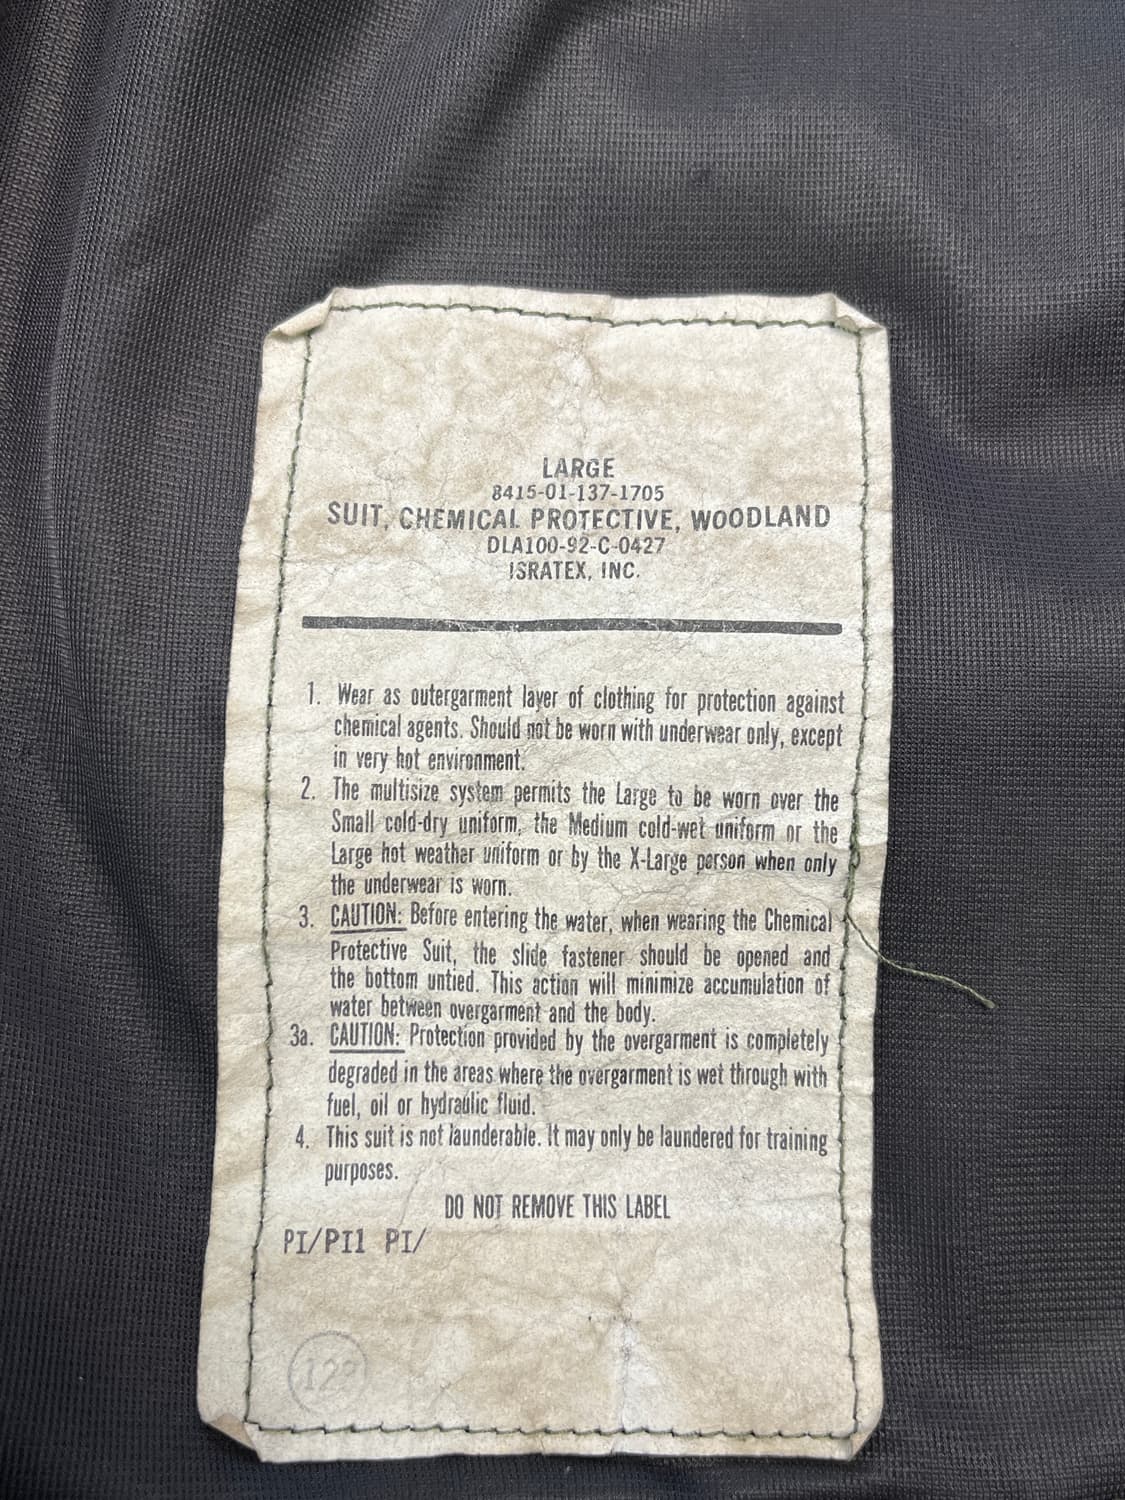 LARGE
8415-01-137-1705
SUIT, CHEMICAL PROTECTIVE, WOODLAND
DLA100-92-C-0427
ISRATEX, INC.
1. Wear as outergarment layer of clothing for protection against
chemical agents. Should not be worn with underwear only, except
in very hot environment.
2. The multisize system permits the Large to be worn over the
Small cold-dry uniform, the Medium cold-wet uniform or the
Large hot weather uniform or by the X-Large person when only
the underwear is worn.
3. CAUTION: Before entering the water, when wearing the Chemical
Protective Suit, the slide fastener should be opened and
the bottom untied. This action will minimize accumulation of
water between overgarment and the body.
3a. CAUTION: Protection provided by the overgarment is completely
degraded in the areas where the overgarment is wet through with
fuel, oil or hydraulic fluid.
4. This suit is not launderable. It may only be laundered for training
purposes.
DO NOT REMOVE THIS LABEL
PI/PI1 PI/